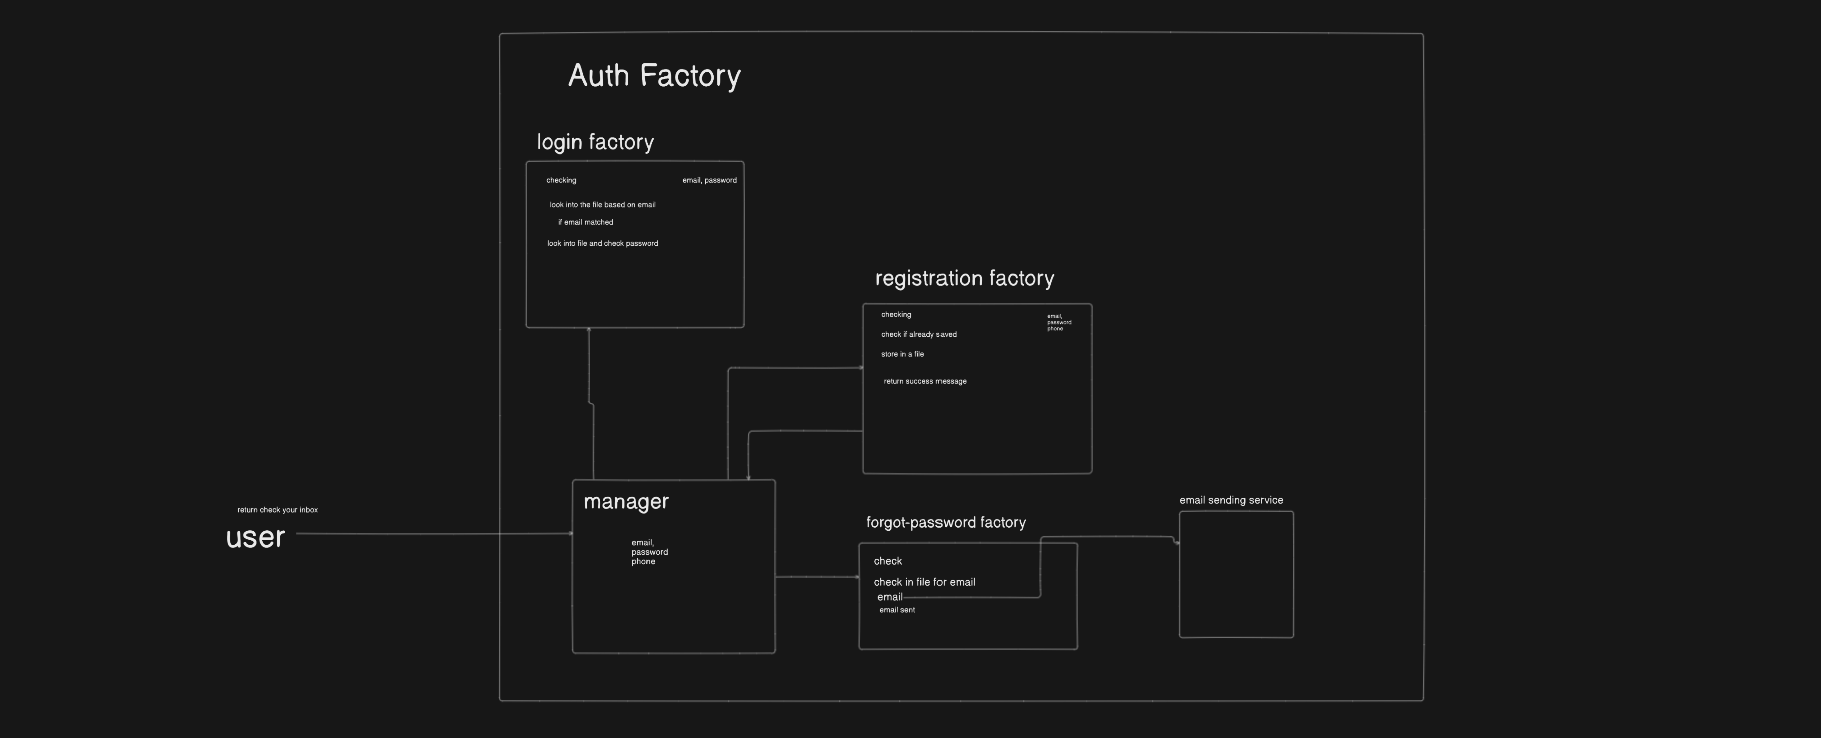 Auth Factory
login factory
checking
email, password
look into the file based on email
if email matched
look into file and check password
registration factory
checking
email,
password
phone
check if already saved
store in a file
return success message
return check your inbox
user
manager
email,
password
phone
forgot-password factory
check
check in file for email
email
email sent
email sending service